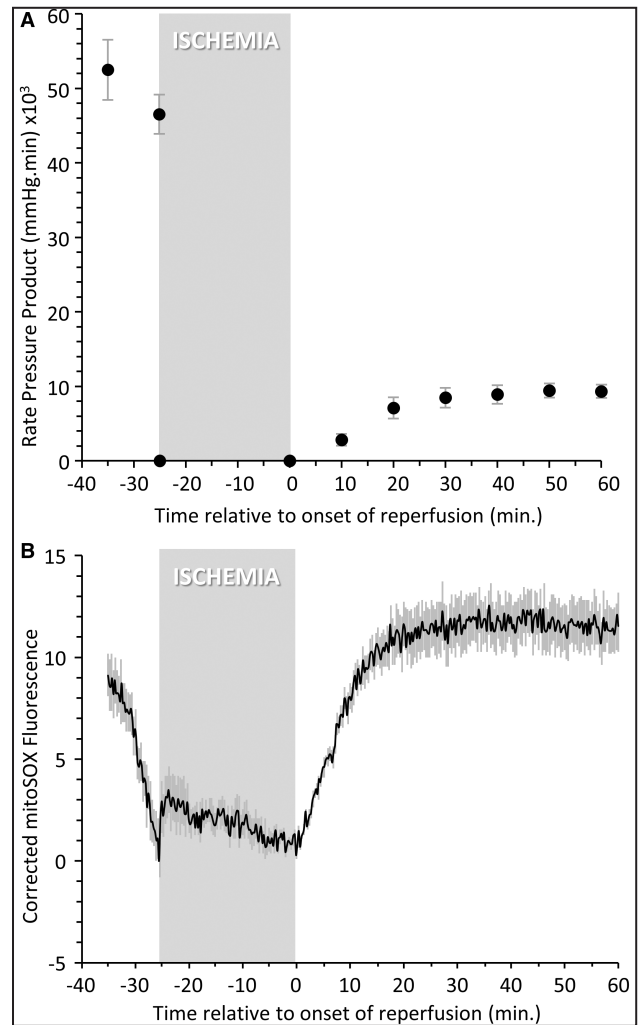 A
ISCHEMIA
Rate Pressure Product (mmHg.min) x10³
60
50
40
30
20
10
0
-40 -30 -20 -10 0 10 20 30 40 50 60
Time relative to onset of reperfusion (min.)
B
ISCHEMIA
Corrected mitoSOX Fluorescence
15
10
5
0
-5
-40 -30 -20 -10 0 10 20 30 40 50 60
Time relative to onset of reperfusion (min.)